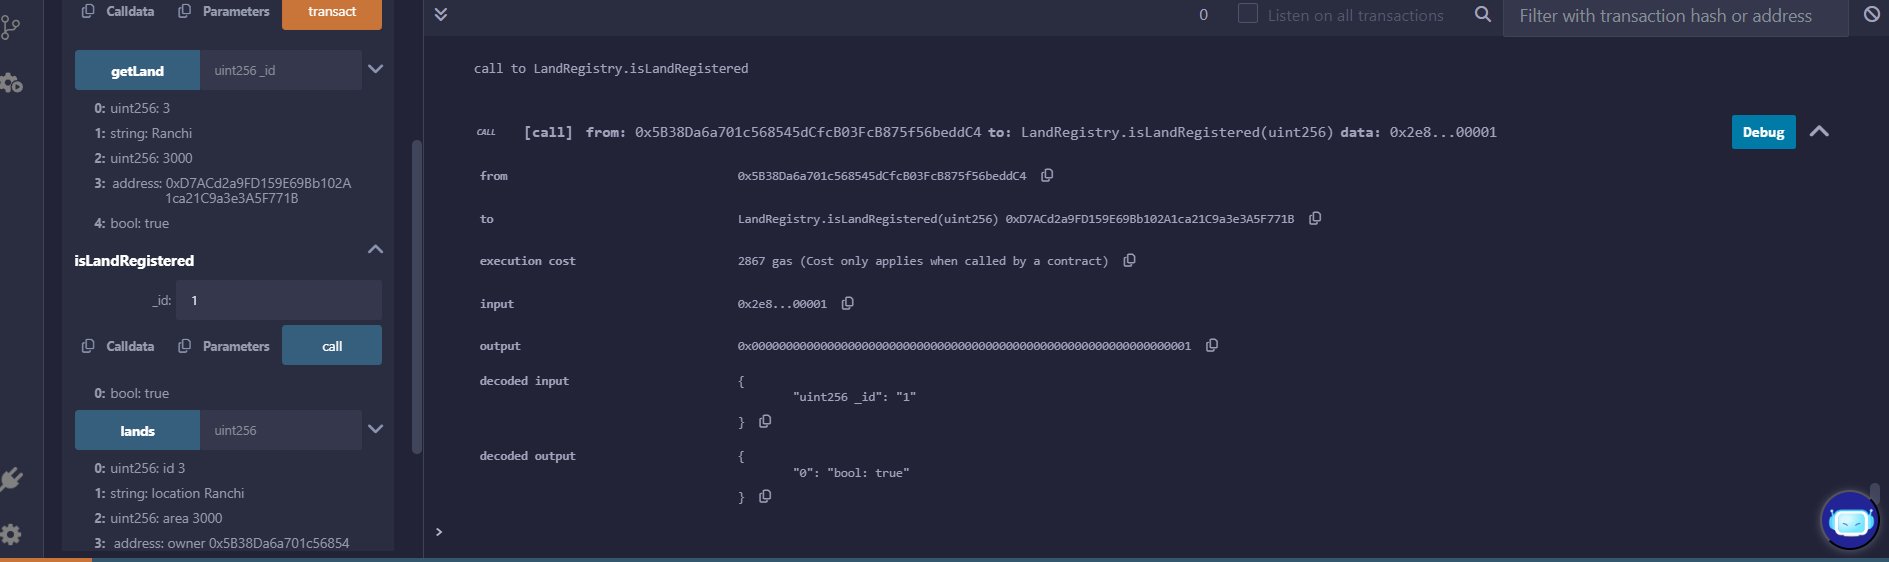 Calldata Parameters transact
getLand uint256 _id
0: uint256: 3
1: string: Ranchi
2: uint256: 3000
3: address: 0xD7ACd2a9FD159E69Bb102A
1ca21C9a3e3A5F771B
4: bool: true
isLandRegistered
_id: 1
Calldata Parameters call
0: bool: true
lands uint256
0: uint256: id 3
1: string: location Ranchi
2: uint256: area 3000
3: address: owner 0x5B38Da6a701c56854
0 Listen on all transactions Filter with transaction hash or address
call to LandRegistry.isLandRegistered
CALL [call] from: 0x5B38Da6a701c568545dCfcB03FcB875f56beddC4 to: LandRegistry.isLandRegistered(uint256) data: 0x2e8...00001 Debug
from 0x5B38Da6a701c568545dCfcB03FcB875f56beddC4
to LandRegistry.isLandRegistered(uint256) 0xD7ACd2a9FD159E69Bb102A1ca21C9a3e3A5F771B
execution cost 2867 gas (Cost only applies when called by a contract)
input 0x2e8...00001
output 0x0000000000000000000000000000000000000000000000000000000000000001
decoded input {
"uint256 _id": "1"
}
decoded output {
"0": "bool: true"
}
>